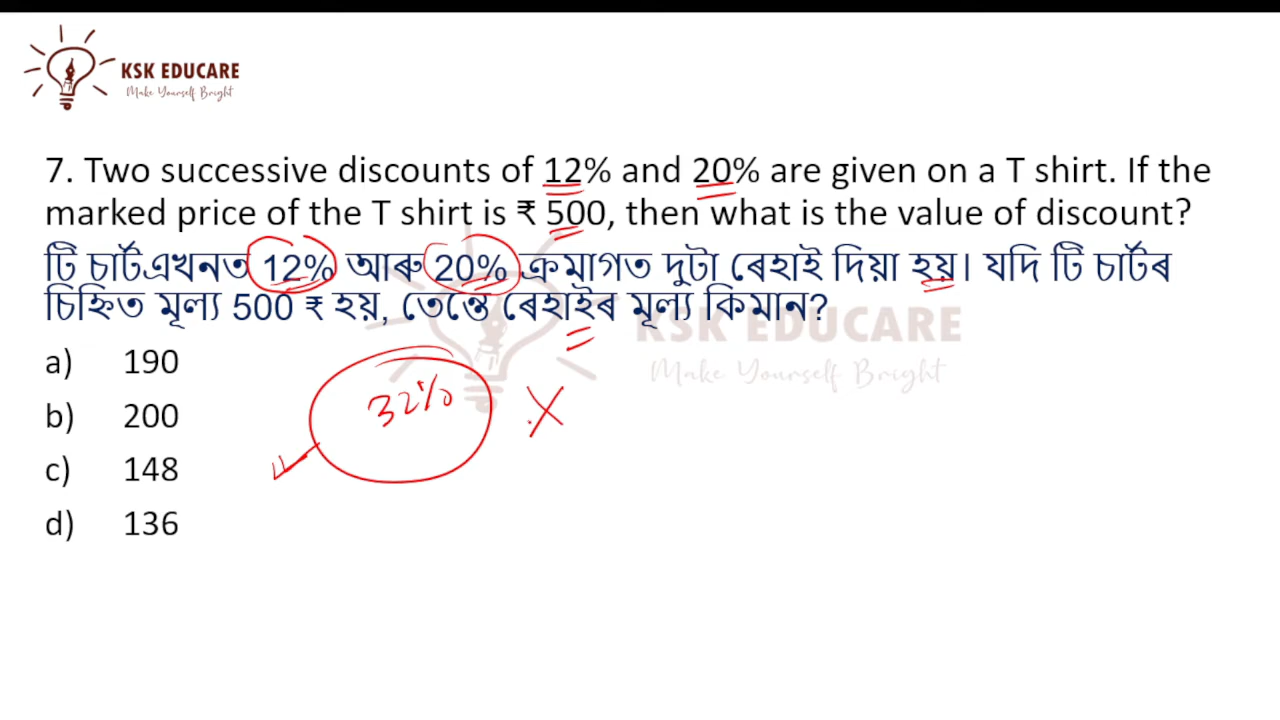 KSK EDUCARE
Make Yourself Bright
7. Two successive discounts of 12% and 20% are given on a T shirt. If the
marked price of the T shirt is ₹ 500, then what is the value of discount?
টি চাৰ্টএখনত 12% আৰু 20% ক্ৰমাগত দুটা ৰেহাই দিয়া হয়। যদি টি চাৰ্টৰ
চিহ্নিত মূল্য 500 ₹ হয়, তেন্তে ৰেহাইৰ মূল্য কিমান?
KSK EDUCARE
Make Yourself Bright
a) 190
32% X
b) 200
c) 148
d) 136